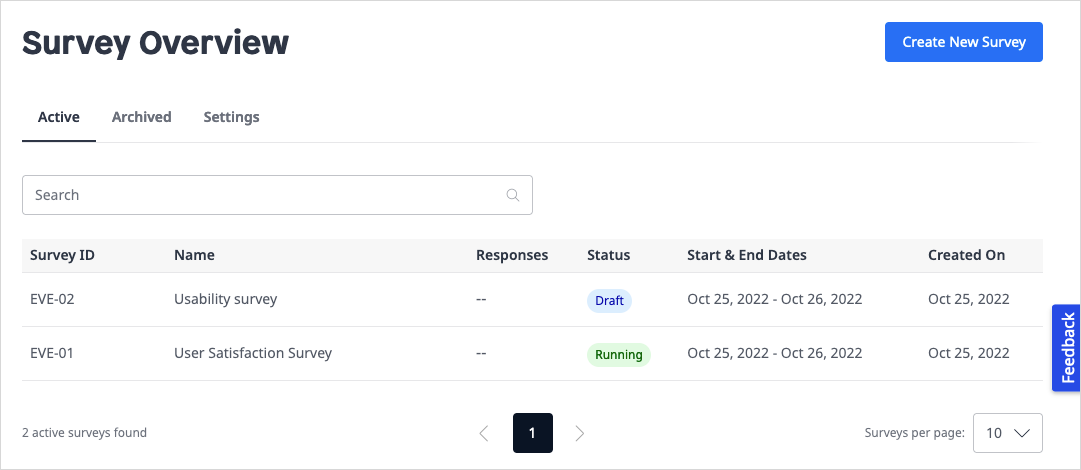 Survey Overview
Create New Survey
Active Archived Settings
Search
Survey ID Name Responses Status Start & End Dates Created On
EVE-02 Usability survey -- Draft Oct 25, 2022 - Oct 26, 2022 Oct 25, 2022
EVE-01 User Satisfaction Survey -- Running Oct 25, 2022 - Oct 26, 2022 Oct 25, 2022
Feedback
2 active surveys found 1 Surveys per page: 10